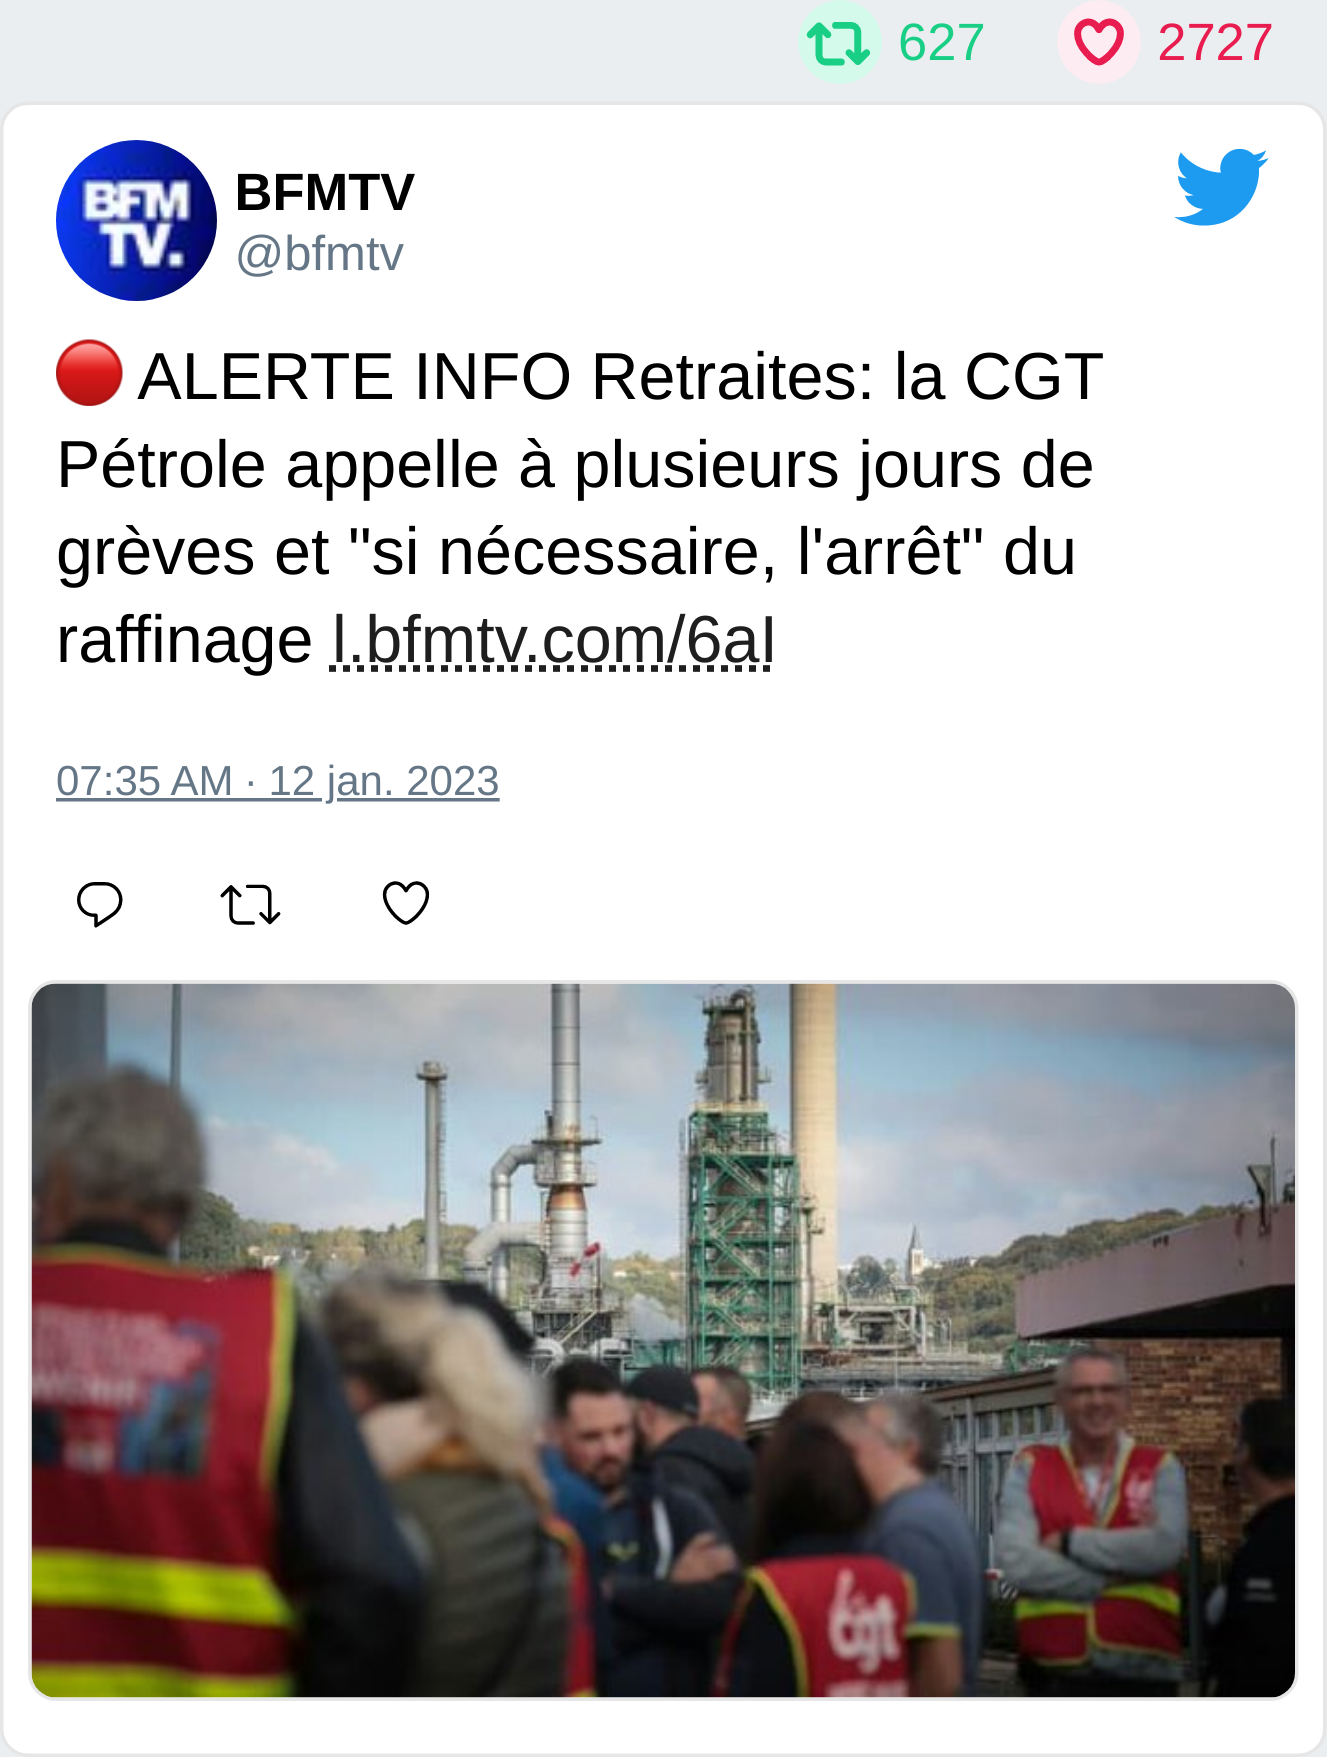 627 2727
BFM
TV.
BFMTV
@bfmtv
🔴 ALERTE INFO Retraites: la CGT
Pétrole appelle à plusieurs jours de
grèves et "si nécessaire, l'arrêt" du
raffinage l.bfmtv.com/6aI
07:35 AM · 12 jan. 2023
cgt